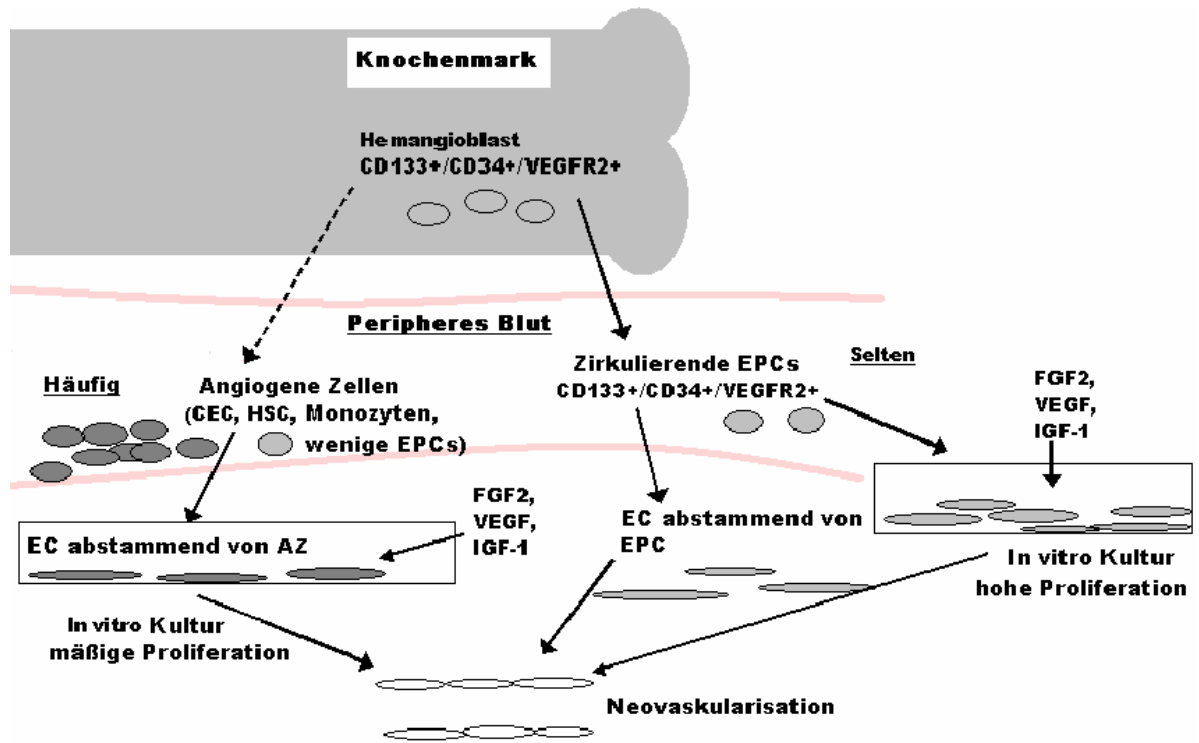 Knochenmark
Hemangioblast
CD133+/CD34+/VEGFR2+
Peripheres Blut
Häufig
Angiogene Zellen
(CEC, HSC, Monozyten,
wenige EPCs)
Zirkulierende EPCs
CD133+/CD34+/VEGFR2+
Selten
FGF2,
VEGF,
IGF-1
EC abstammend von AZ
FGF2,
VEGF,
IGF-1
EC abstammend von
EPC
In vitro Kultur
hohe Proliferation
In vitro Kultur
mäßige Proliferation
Neovaskularisation